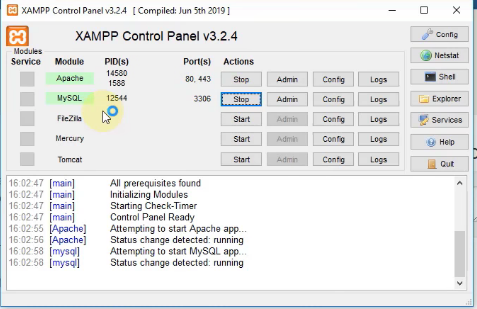 XAMPP Control Panel v3.2.4 [ Compiled: Jun 5th 2019 ]
XAMPP Control Panel v3.2.4
Config
Modules
Service Module PID(s) Port(s) Actions
Netstat
Apache 14580 1588 80, 443 Stop Admin Config Logs
Shell
MySQL 12644 3306 Stop Admin Config Logs
Explorer
FileZilla Start Admin Config Logs
Services
Mercury Start Admin Config Logs
Help
Tomcat Start Admin Config Logs
Quit
16:02:47 [main] All prerequisites found
16:02:47 [main] Initializing Modules
16:02:47 [main] Starting Check-Timer
16:02:47 [main] Control Panel Ready
16:02:55 [Apache] Attempting to start Apache app...
16:02:56 [Apache] Status change detected: running
16:02:58 [mysql] Attempting to start MySQL app...
16:02:58 [mysql] Status change detected: running